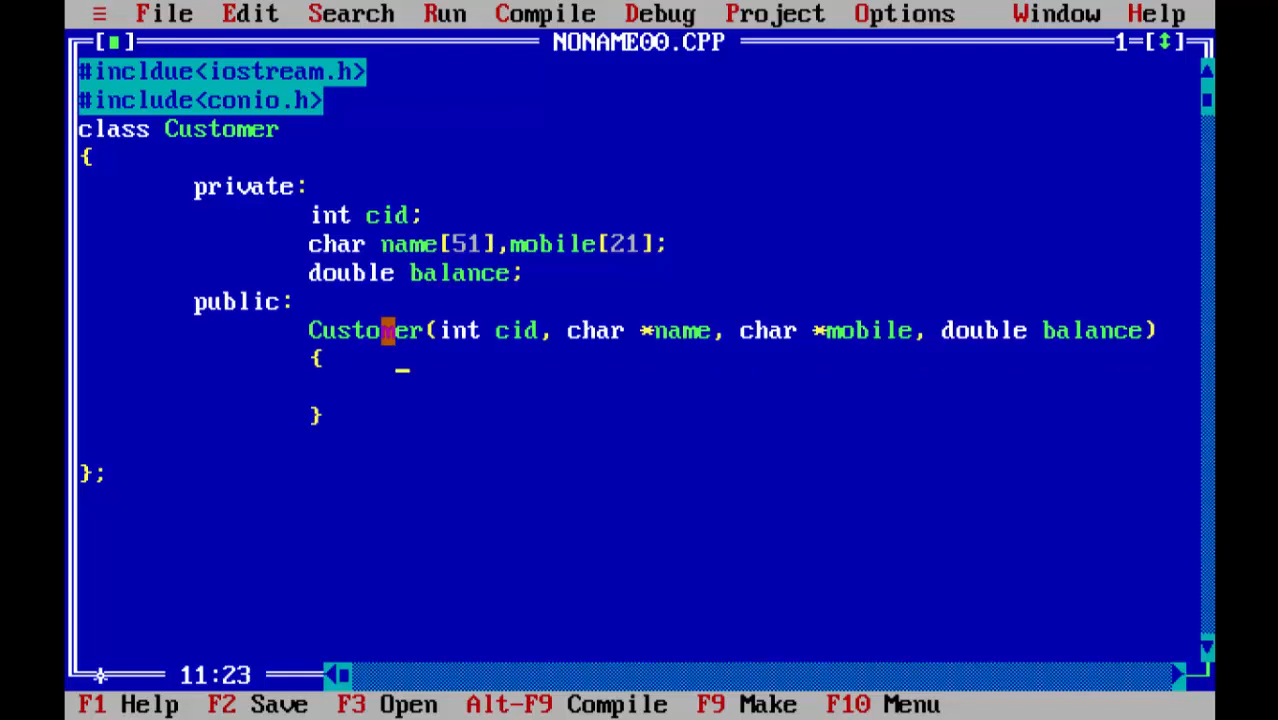 ≡ File Edit Search Run Compile Debug Project Options Window Help
[■] NONAME00.CPP 1=[↕]
#incldue<iostream.h>
#include<conio.h>
class Customer
{
private:
int cid;
char name[51],mobile[21];
double balance;
public:
Customer(int cid, char *name, char *mobile, double balance)
{
}
};
11:23
F1 Help F2 Save F3 Open Alt-F9 Compile F9 Make F10 Menu